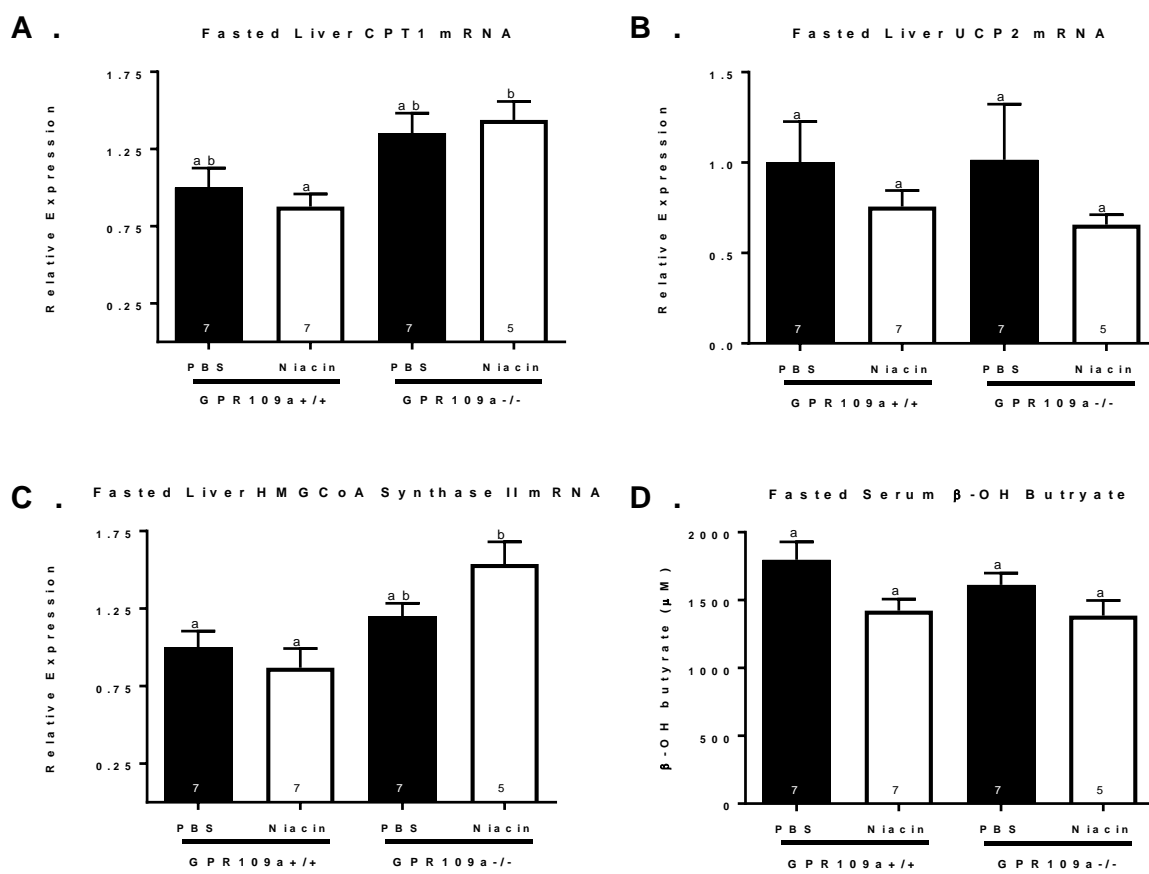 A.
Fasted Liver CPT1 mRNA
Relative Expression
1.75
1.25
0.75
0.25
ab
a
ab
b
7
7
7
5
PBS
Niacin
PBS
Niacin
GPR109a+/+
GPR109a-/-
B.
Fasted Liver UCP2 mRNA
Relative Expression
1.5
1.0
0.5
0.0
a
a
a
a
7
7
7
5
PBS
Niacin
PBS
Niacin
GPR109a+/+
GPR109a-/-
C.
Fasted Liver HMGCoA Synthase II mRNA
Relative Expression
1.75
1.25
0.75
0.25
a
a
ab
b
7
7
7
5
PBS
Niacin
PBS
Niacin
GPR109a+/+
GPR109a-/-
D.
Fasted Serum β-OH Butryate
β-OH butyrate (μM)
2000
1500
1000
500
0
a
a
a
a
7
7
7
5
PBS
Niacin
PBS
Niacin
GPR109a+/+
GPR109a-/-